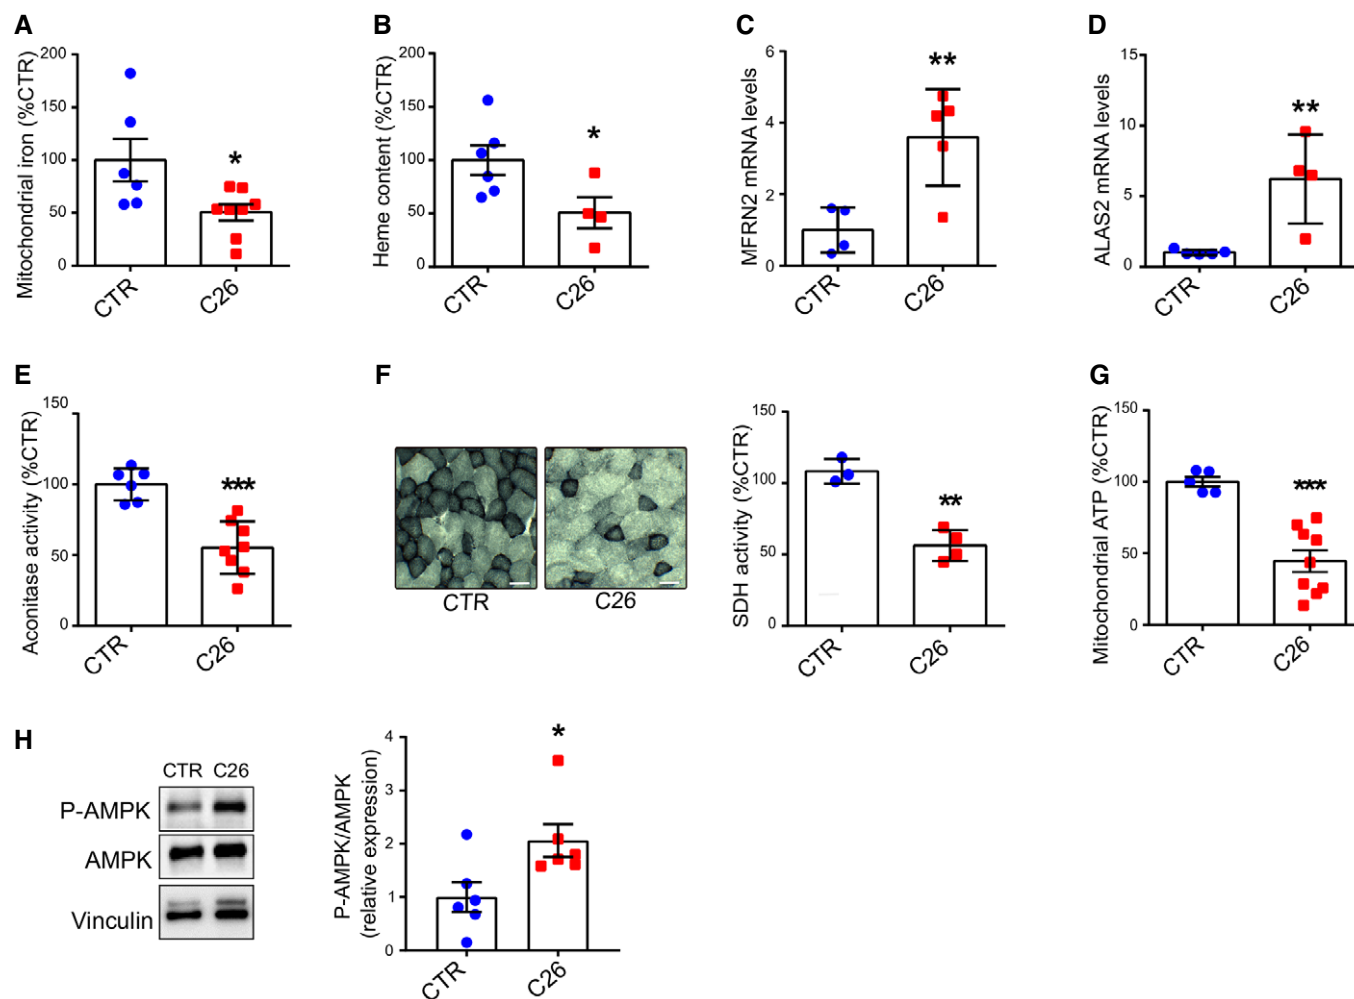 A
Mitochondrial iron (%CTR)
200
150
100
50
0
*
CTR
C26
B
Heme content (%CTR)
200
150
100
50
0
*
CTR
C26
C
MFRN2 mRNA levels
6
4
2
0
**
CTR
C26
D
ALAS2 mRNA levels
15
10
5
0
**
CTR
C26
E
Aconitase activity (%CTR)
150
100
50
0
***
CTR
C26
F
CTR
C26
SDH activity (%CTR)
150
100
50
0
**
CTR
C26
G
Mitochondrial ATP (%CTR)
150
100
50
0
***
CTR
C26
H
CTR C26
P-AMPK
AMPK
Vinculin
P-AMPK/AMPK
(relative expression)
4
3
2
1
0
*
CTR
C26